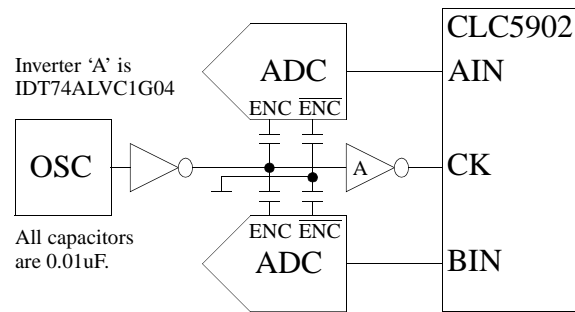 CLC5902
ADC
AIN
Inverter ‘A’ is
IDT74ALVC1G04
ENC ENC
OSC
A
CK
ENC ENC
All capacitors
are 0.01uF.
ADC
BIN